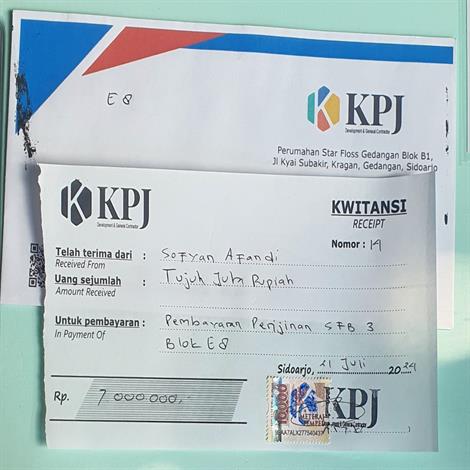 E8
KPJ
Development & General Contractor
Perumahan Star Floss Gedangan Blok B1,
Jl Kyai Subakir, Kragan, Gedangan, Sidoarjo
KPJ
Development & General Contractor
KWITANSI
RECEIPT
Nomor : 19
Telah terima dari : Sofyan Afandi
Received From
Uang sejumlah : Tujuh Juta Rupiah
Amount Received
Untuk pembayaran : Pembayaran Perijinan SFB 3
In Payment Of
Blok E8
Sidoarjo, 21 Juli 2024
Rp. 7 000 000,-
10000
METERAI
TEMPEL
KPJ